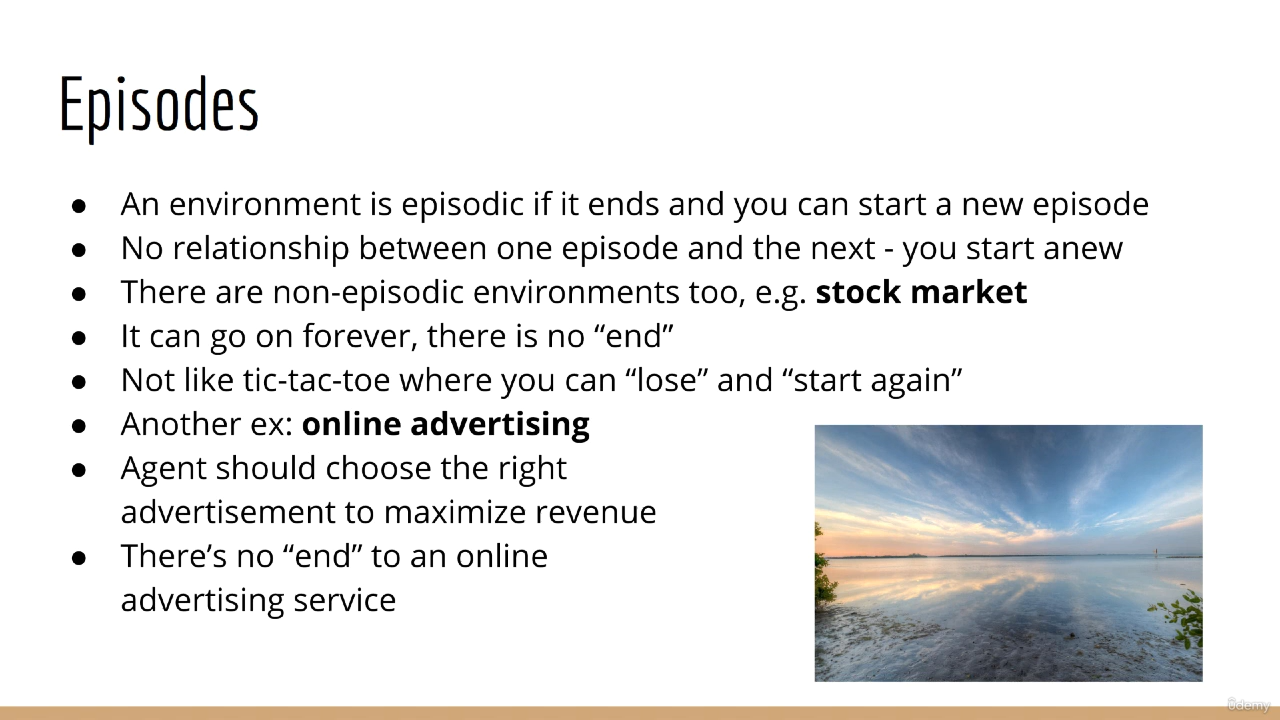 Episodes
● An environment is episodic if it ends and you can start a new episode
● No relationship between one episode and the next - you start anew
● There are non-episodic environments too, e.g. stock market
● It can go on forever, there is no “end”
● Not like tic-tac-toe where you can “lose” and “start again”
● Another ex: online advertising
● Agent should choose the right
advertisement to maximize revenue
● There’s no “end” to an online
advertising service
ûdemy